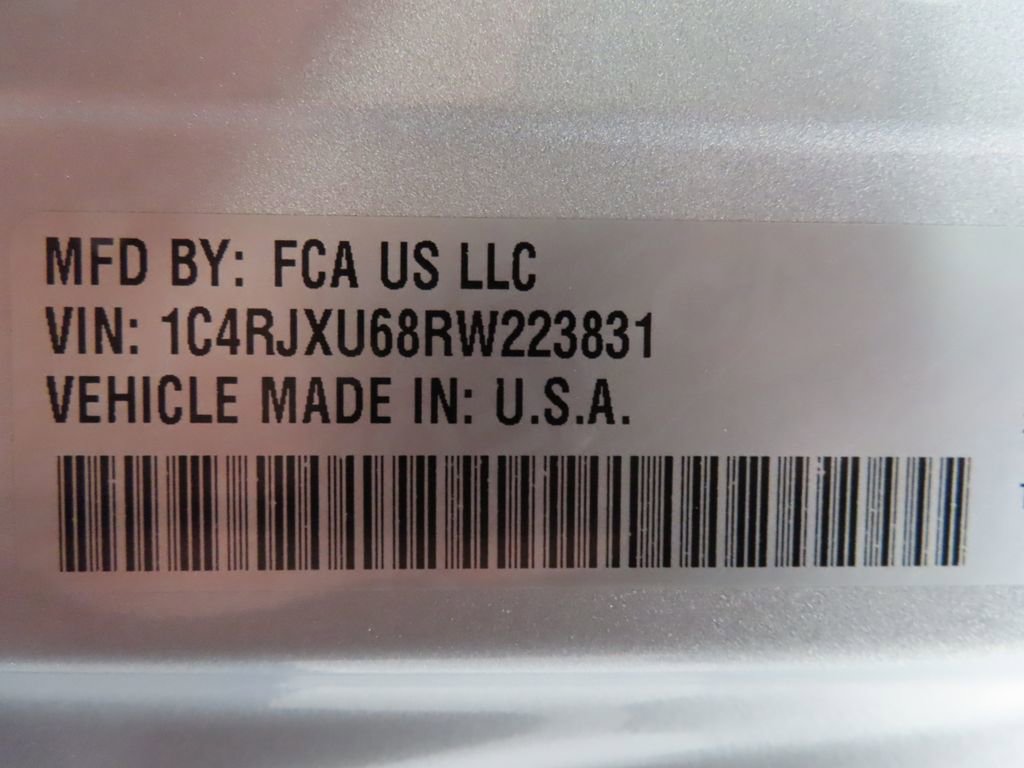 MFD BY: FCA US LLC
VIN: 1C4RJXU68RW223831
VEHICLE MADE IN: U.S.A.